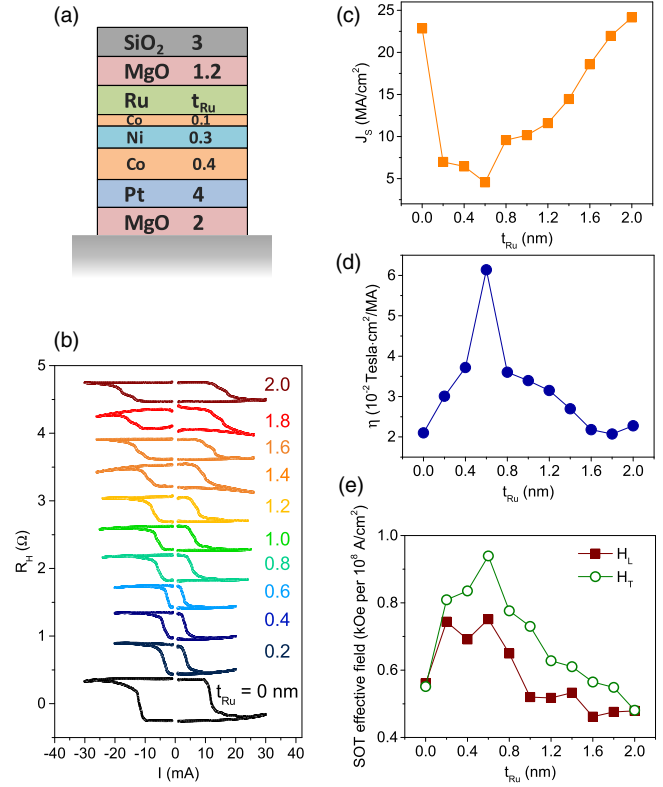 (a)
SiO2 3
MgO 1.2
Ru tRu
Co 0.1
Ni 0.3
Co 0.4
Pt 4
MgO 2
(b)
5
4
3
2
1
0
RH (Ω)
2.0
1.8
1.6
1.4
1.2
1.0
0.8
0.6
0.4
0.2
tRu = 0 nm
-40 -30 -20 -10 0 10 20 30 40
I (mA)
(c)
25
20
15
10
5
JS (MA/cm2)
0.0 0.4 0.8 1.2 1.6 2.0
tRu (nm)
(d)
6
5
4
3
2
η (10-2 Tesla·cm2/MA)
0.0 0.4 0.8 1.2 1.6 2.0
tRu (nm)
(e)
1.0
0.8
0.6
0.4
SOT effective field (kOe per 108 A/cm2)
HL
HT
0.0 0.4 0.8 1.2 1.6 2.0
tRu (nm)